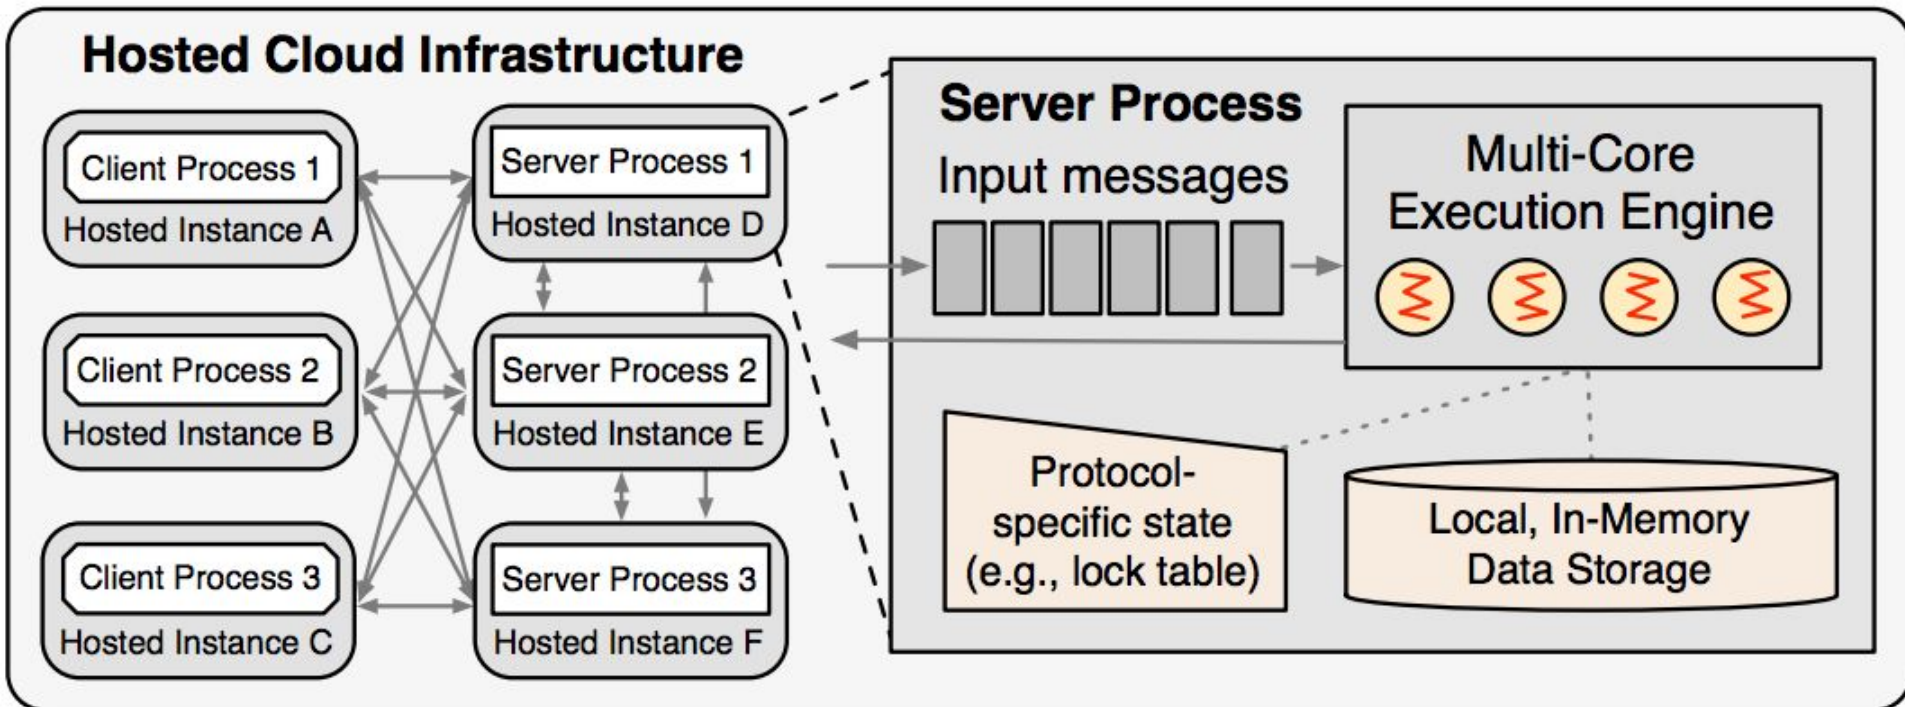 Hosted Cloud Infrastructure
Client Process 1
Hosted Instance A
Client Process 2
Hosted Instance B
Client Process 3
Hosted Instance C
Server Process 1
Hosted Instance D
Server Process 2
Hosted Instance E
Server Process 3
Hosted Instance F
Server Process
Input messages
Multi-Core
Execution Engine
Protocol-
specific state
(e.g., lock table)
Local, In-Memory
Data Storage